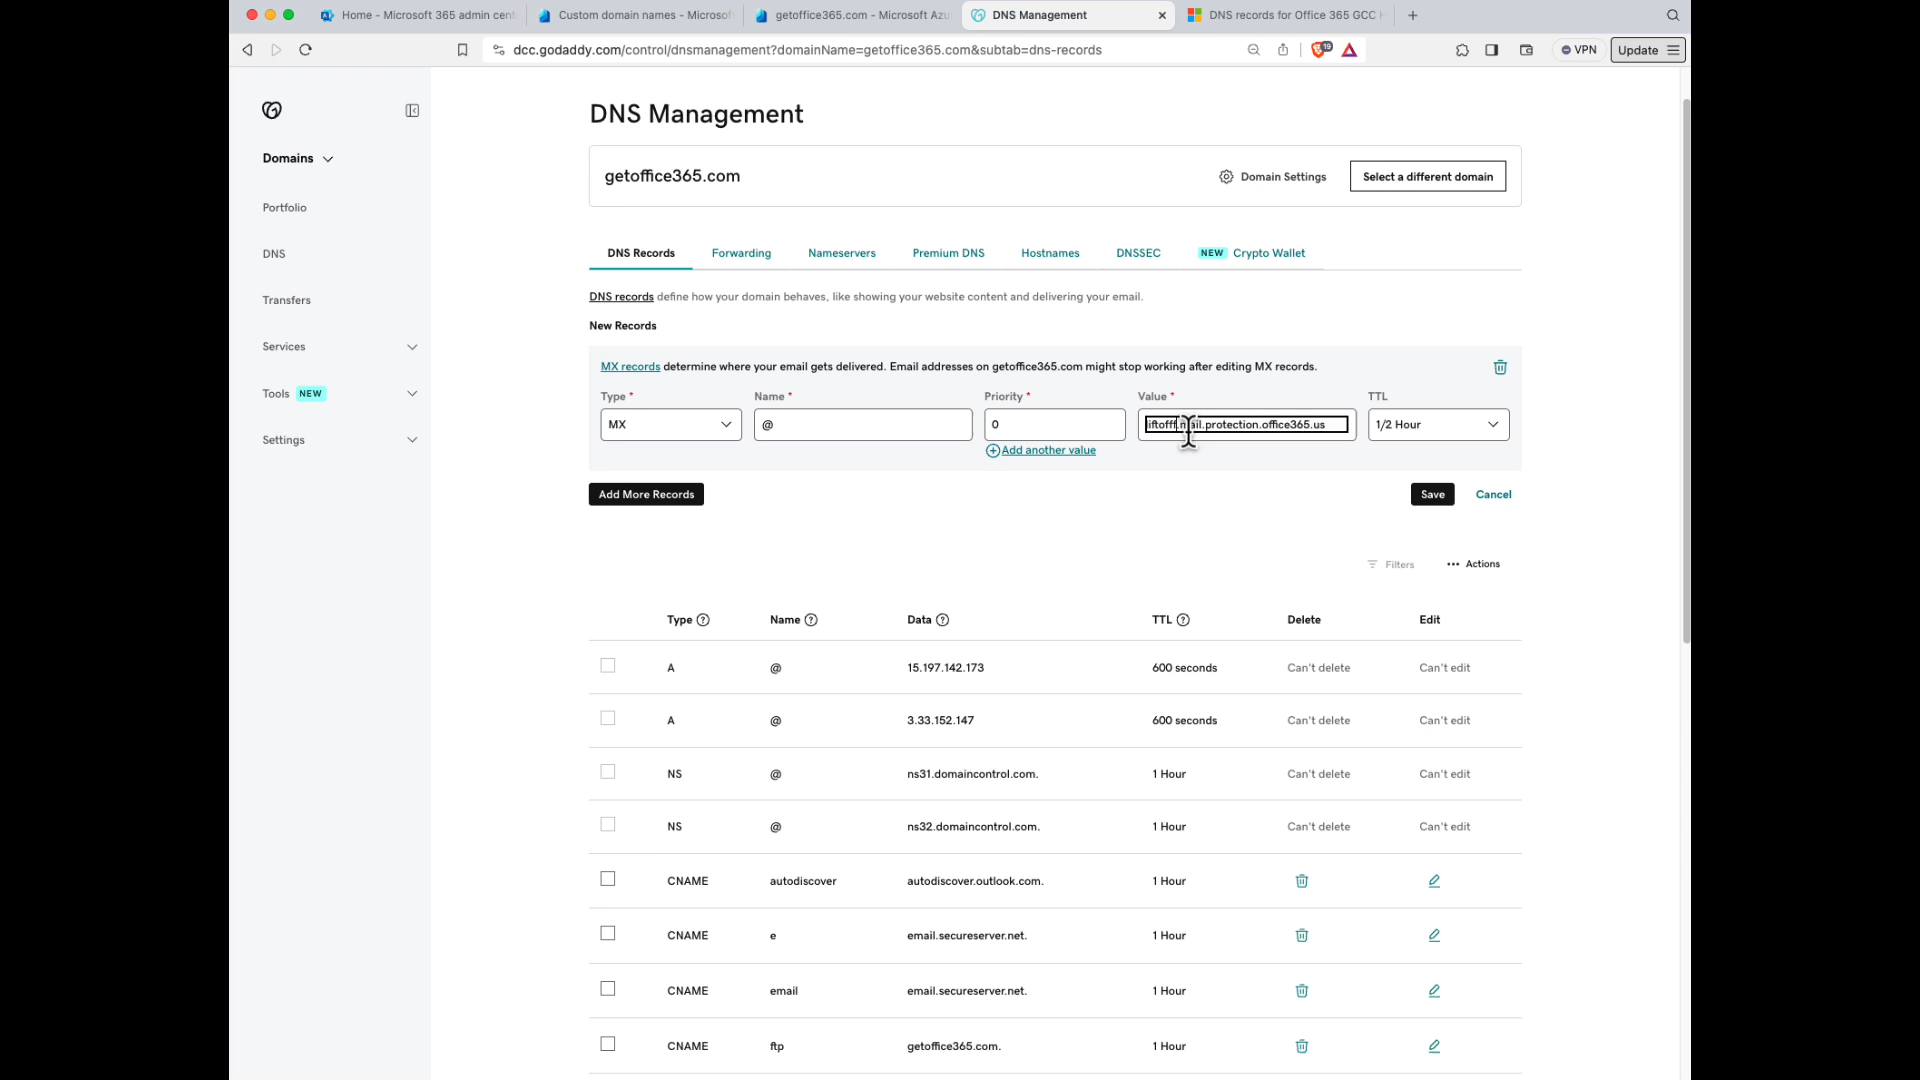 Home - Microsoft 365 admin cent
Custom domain names - Microsoft
getoffice365.com - Microsoft Azu
DNS Management
DNS records for Office 365 GCC H
dcc.godaddy.com/control/dnsmanagement?domainName=getoffice365.com&subtab=dns-records
19
VPN
Update
Domains
Portfolio
DNS
Transfers
Services
Tools NEW
Settings
DNS Management
getoffice365.com
Domain Settings
Select a different domain
DNS Records
Forwarding
Nameservers
Premium DNS
Hostnames
DNSSEC
NEW Crypto Wallet
DNS records define how your domain behaves, like showing your website content and delivering your email.
New Records
MX records determine where your email gets delivered. Email addresses on getoffice365.com might stop working after editing MX records.
Type * Name * Priority * Value * TTL
MX @ 0 liftofff.mail.protection.office365.us 1/2 Hour
Add another value
Add More Records
Save
Cancel
Filters
Actions
Type Name Data TTL Delete Edit
A @ 15.197.142.173 600 seconds Can't delete Can't edit
A @ 3.33.152.147 600 seconds Can't delete Can't edit
NS @ ns31.domaincontrol.com. 1 Hour Can't delete Can't edit
NS @ ns32.domaincontrol.com. 1 Hour Can't delete Can't edit
CNAME autodiscover autodiscover.outlook.com. 1 Hour
CNAME e email.secureserver.net. 1 Hour
CNAME email email.secureserver.net. 1 Hour
CNAME ftp getoffice365.com. 1 Hour